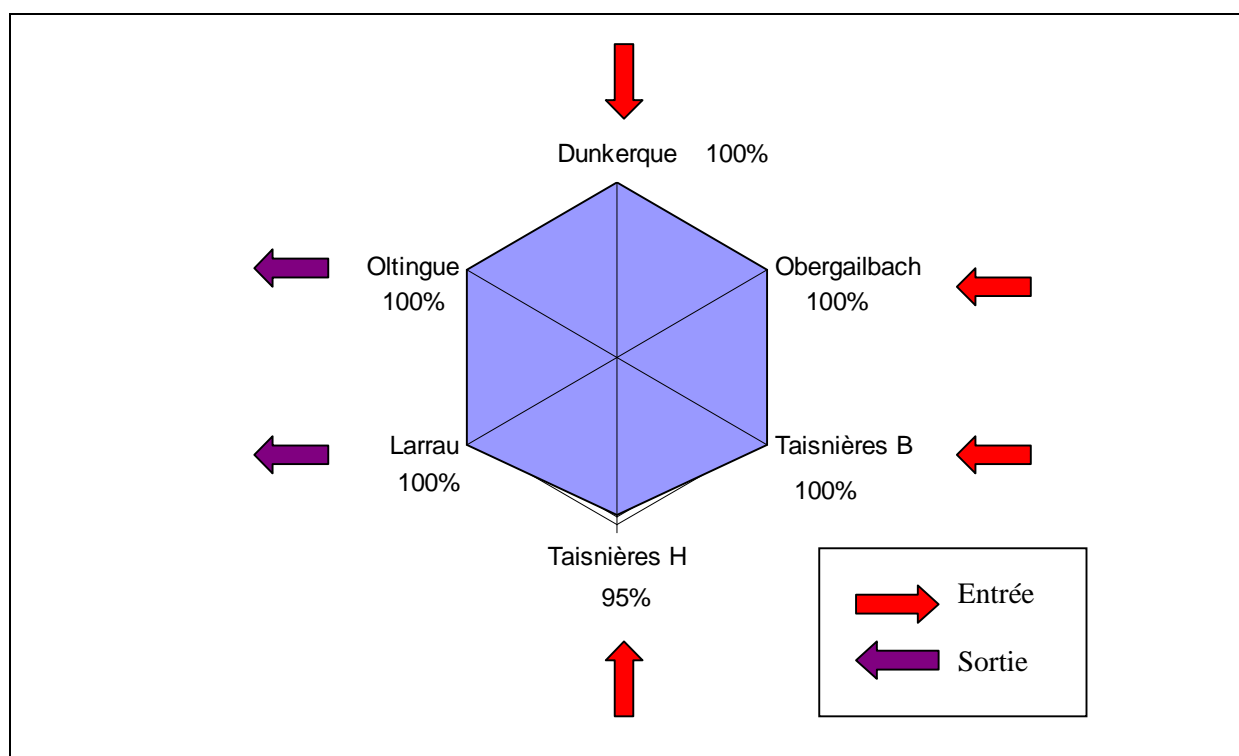 Dunkerque 100%
Oltingue
100%
Obergailbach
100%
Larrau
100%
Taisnières B
100%
Taisnières H
95%
Entrée
Sortie